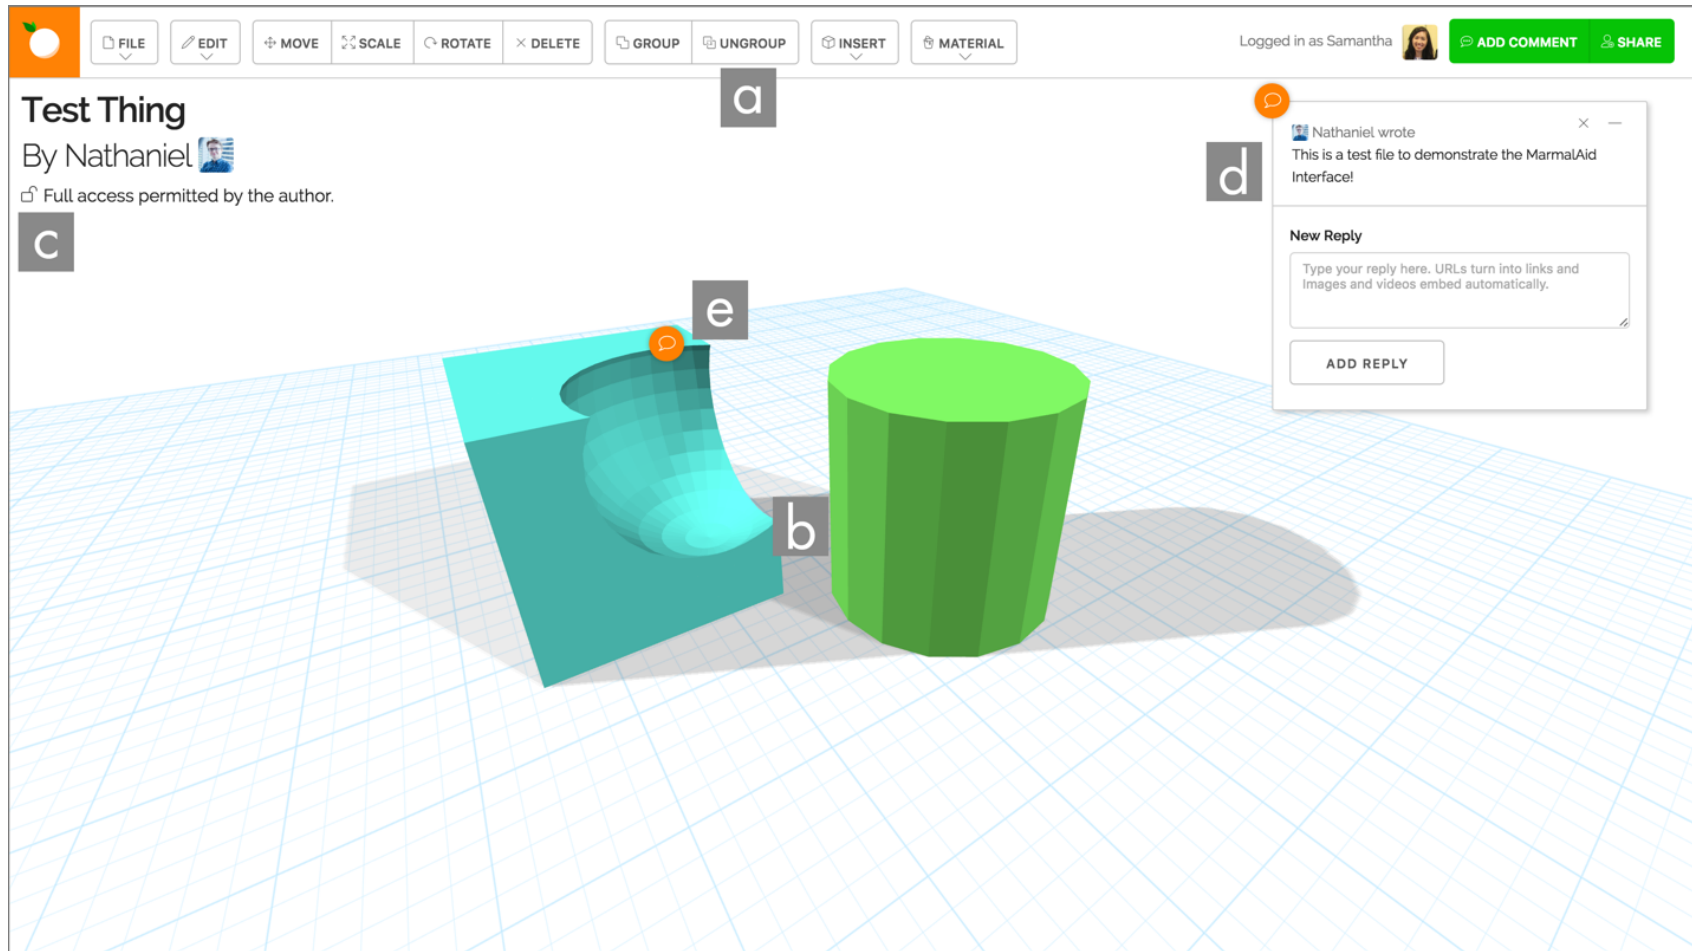 FILE EDIT MOVE SCALE ROTATE DELETE GROUP UNGROUP INSERT MATERIAL Logged in as Samantha ADD COMMENT SHARE
a
Test Thing
By Nathaniel
Full access permitted by the author.
c
d
Nathaniel wrote
This is a test file to demonstrate the MarmalAid
Interface!
New Reply
Type your reply here. URLs turn into links and
Images and videos embed automatically.
ADD REPLY
e
b